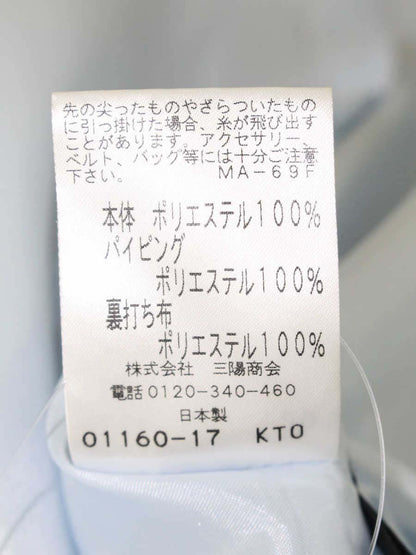 先の尖ったものやざらついたもの
に引っ掛けた場合、糸が飛び出す
ことがあります。アクセサリー、
ベルト、バッグ等には十分ご注意
下さい。 MA-69F
本体 ポリエステル100%
パイピング
ポリエステル100%
裏打ち布
ポリエステル100%
株式会社 三陽商会
電話0120-340-460
日本製
01160-17 KTO